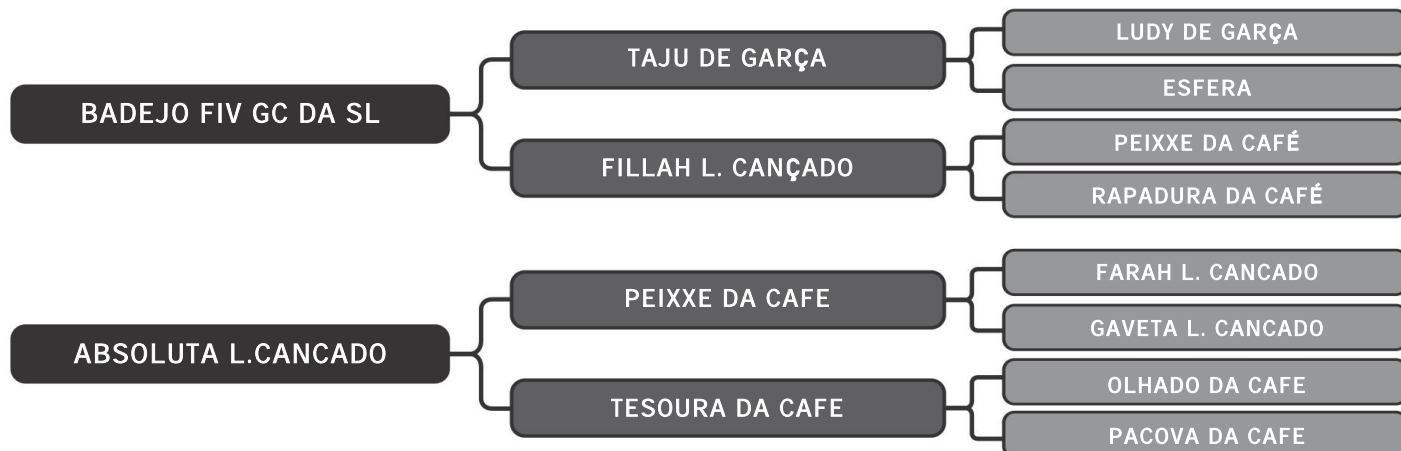 BADEJO FIV GC DA SL
TAJU DE GARÇA
LUDY DE GARÇA
ESFERA
FILLAH L. CANÇADO
PEIXXE DA CAFÉ
RAPADURA DA CAFÉ
ABSOLUTA L.CANCADO
PEIXXE DA CAFE
FARAH L. CANCADO
GAVETA L. CANCADO
TESOURA DA CAFE
OLHADO DA CAFE
PACOVA DA CAFE